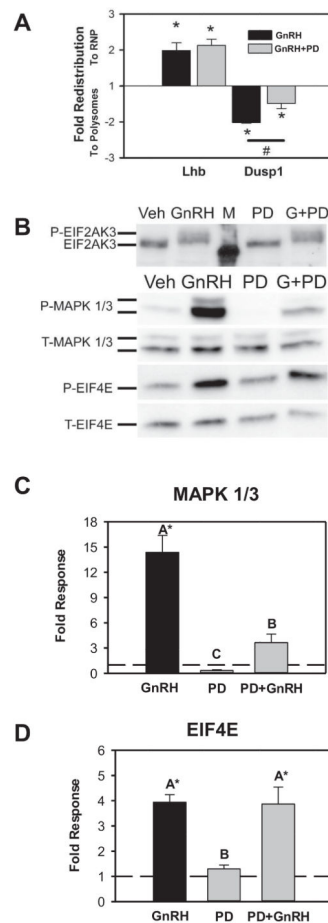 A
Fold Redistribution
To Polysomes To RNP
3
2
1
2
3
*
*
*
*
#
GnRH
GnRH+PD
Lhb Dusp1
B
Veh GnRH M PD G+PD
P-EIF2AK3
EIF2AK3
Veh GnRH PD G+PD
P-MAPK 1/3
T-MAPK 1/3
P-EIF4E
T-EIF4E
C
MAPK 1/3
Fold Response
18
15
12
9
6
3
0
A*
C
B
GnRH PD PD+GnRH
D
EIF4E
Fold Response
6
5
4
3
2
1
0
A*
B
A*
GnRH PD PD+GnRH